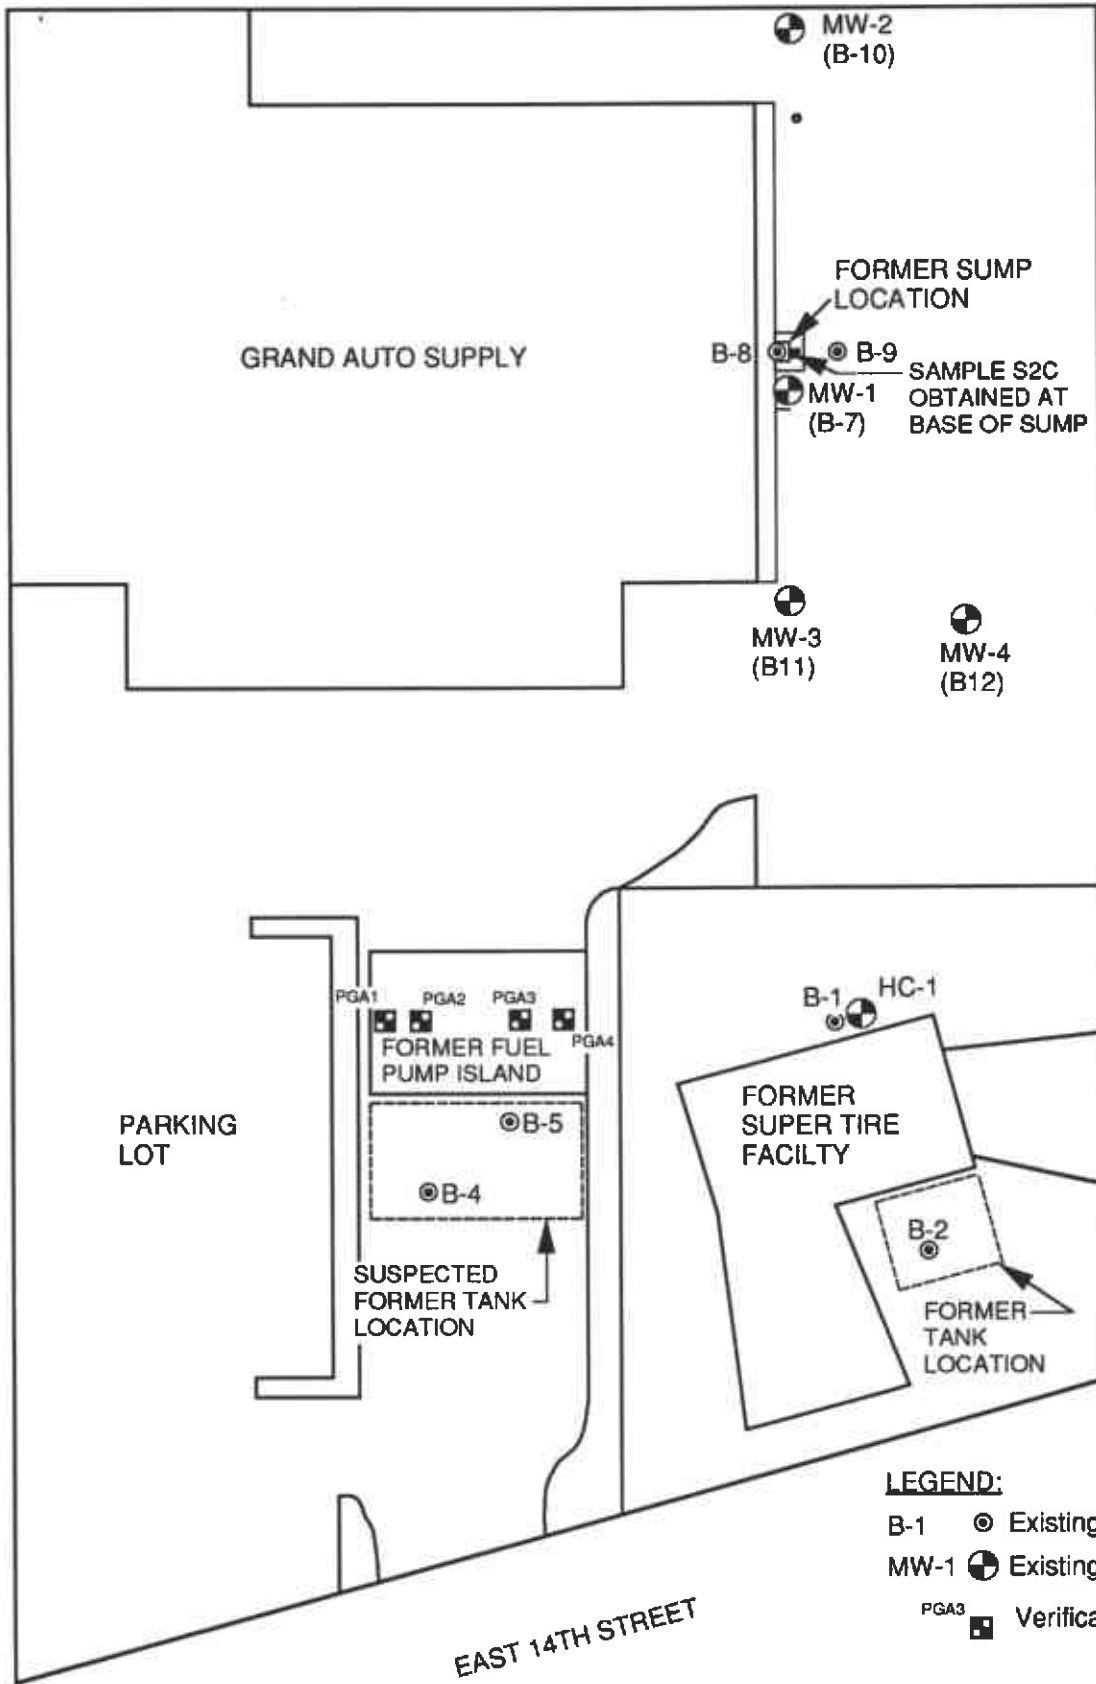 MW-2
(B-10)
FORMER SUMP
LOCATION
GRAND AUTO SUPPLY
B-8
B-9
SAMPLE S2C
OBTAINED AT
BASE OF SUMP
MW-1
(B-7)
MW-3
(B11)
MW-4
(B12)
PGA1
PGA2
PGA3
PGA4
FORMER FUEL
PUMP ISLAND
B-1
HC-1
PARKING
LOT
B-5
B-4
FORMER
SUPER TIRE
FACILTY
B-2
SUSPECTED
FORMER TANK
LOCATION
FORMER
TANK
LOCATION
LEGEND:
B-1 Existing
MW-1 Existing
PGA3 Verifica
EAST 14TH STREET